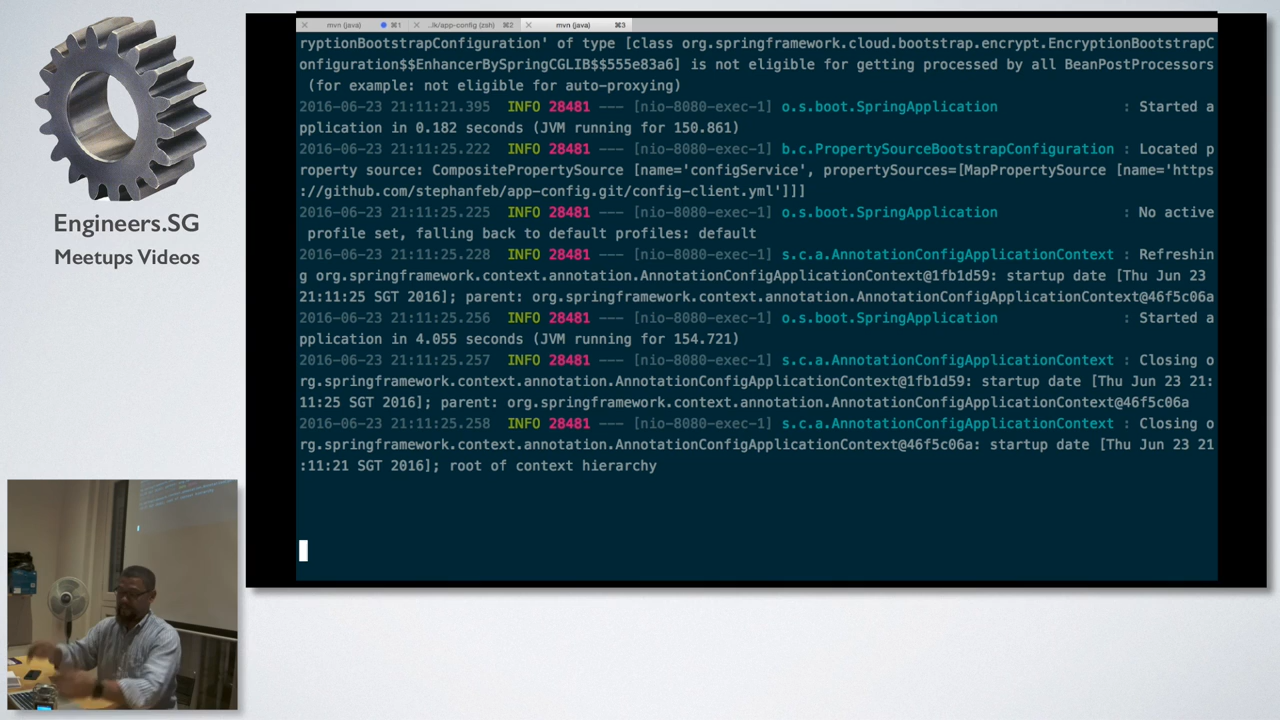 mvn (java) ⌘1 ..lk/app-config (zsh) ⌘2 mvn (java) ⌘3
ryptionBootstrapConfiguration' of type [class org.springframework.cloud.bootstrap.encrypt.EncryptionBootstrapC
onfiguration$$EnhancerBySpringCGLIB$$555e83a6] is not eligible for getting processed by all BeanPostProcessors
(for example: not eligible for auto-proxying)
2016-06-23 21:11:21.395 INFO 28481 --- [nio-8080-exec-1] o.s.boot.SpringApplication : Started a
pplication in 0.182 seconds (JVM running for 150.861)
2016-06-23 21:11:25.222 INFO 28481 --- [nio-8080-exec-1] b.c.PropertySourceBootstrapConfiguration : Located p
roperty source: CompositePropertySource [name='configService', propertySources=[MapPropertySource [name='https
://github.com/stephanfeb/app-config.git/config-client.yml']]]
2016-06-23 21:11:25.225 INFO 28481 --- [nio-8080-exec-1] o.s.boot.SpringApplication : No active
profile set, falling back to default profiles: default
2016-06-23 21:11:25.228 INFO 28481 --- [nio-8080-exec-1] s.c.a.AnnotationConfigApplicationContext : Refreshin
g org.springframework.context.annotation.AnnotationConfigApplicationContext@1fb1d59: startup date [Thu Jun 23
21:11:25 SGT 2016]; parent: org.springframework.context.annotation.AnnotationConfigApplicationContext@46f5c06a
2016-06-23 21:11:25.256 INFO 28481 --- [nio-8080-exec-1] o.s.boot.SpringApplication : Started a
pplication in 4.055 seconds (JVM running for 154.721)
2016-06-23 21:11:25.257 INFO 28481 --- [nio-8080-exec-1] s.c.a.AnnotationConfigApplicationContext : Closing o
rg.springframework.context.annotation.AnnotationConfigApplicationContext@1fb1d59: startup date [Thu Jun 23 21:
11:25 SGT 2016]; parent: org.springframework.context.annotation.AnnotationConfigApplicationContext@46f5c06a
2016-06-23 21:11:25.258 INFO 28481 --- [nio-8080-exec-1] s.c.a.AnnotationConfigApplicationContext : Closing o
rg.springframework.context.annotation.AnnotationConfigApplicationContext@46f5c06a: startup date [Thu Jun 23 21
:11:21 SGT 2016]; root of context hierarchy
Engineers.SG
Meetups Videos